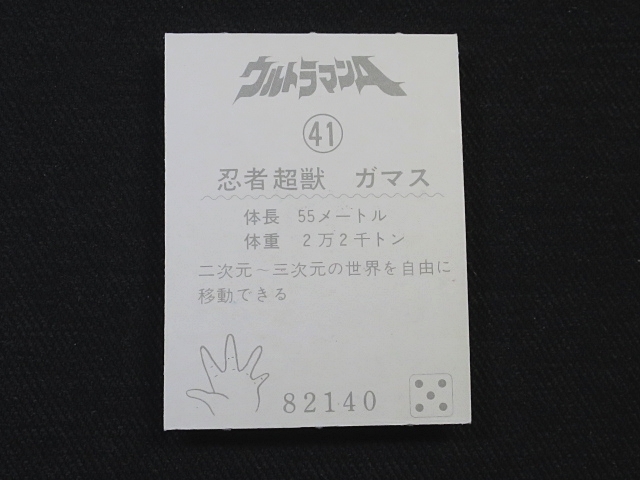 ウルトラマンA
41
忍者超獣 ガマス
体長 55メートル
体重 2万2千トン
二次元~三次元の世界を自由に
移動できる
82140